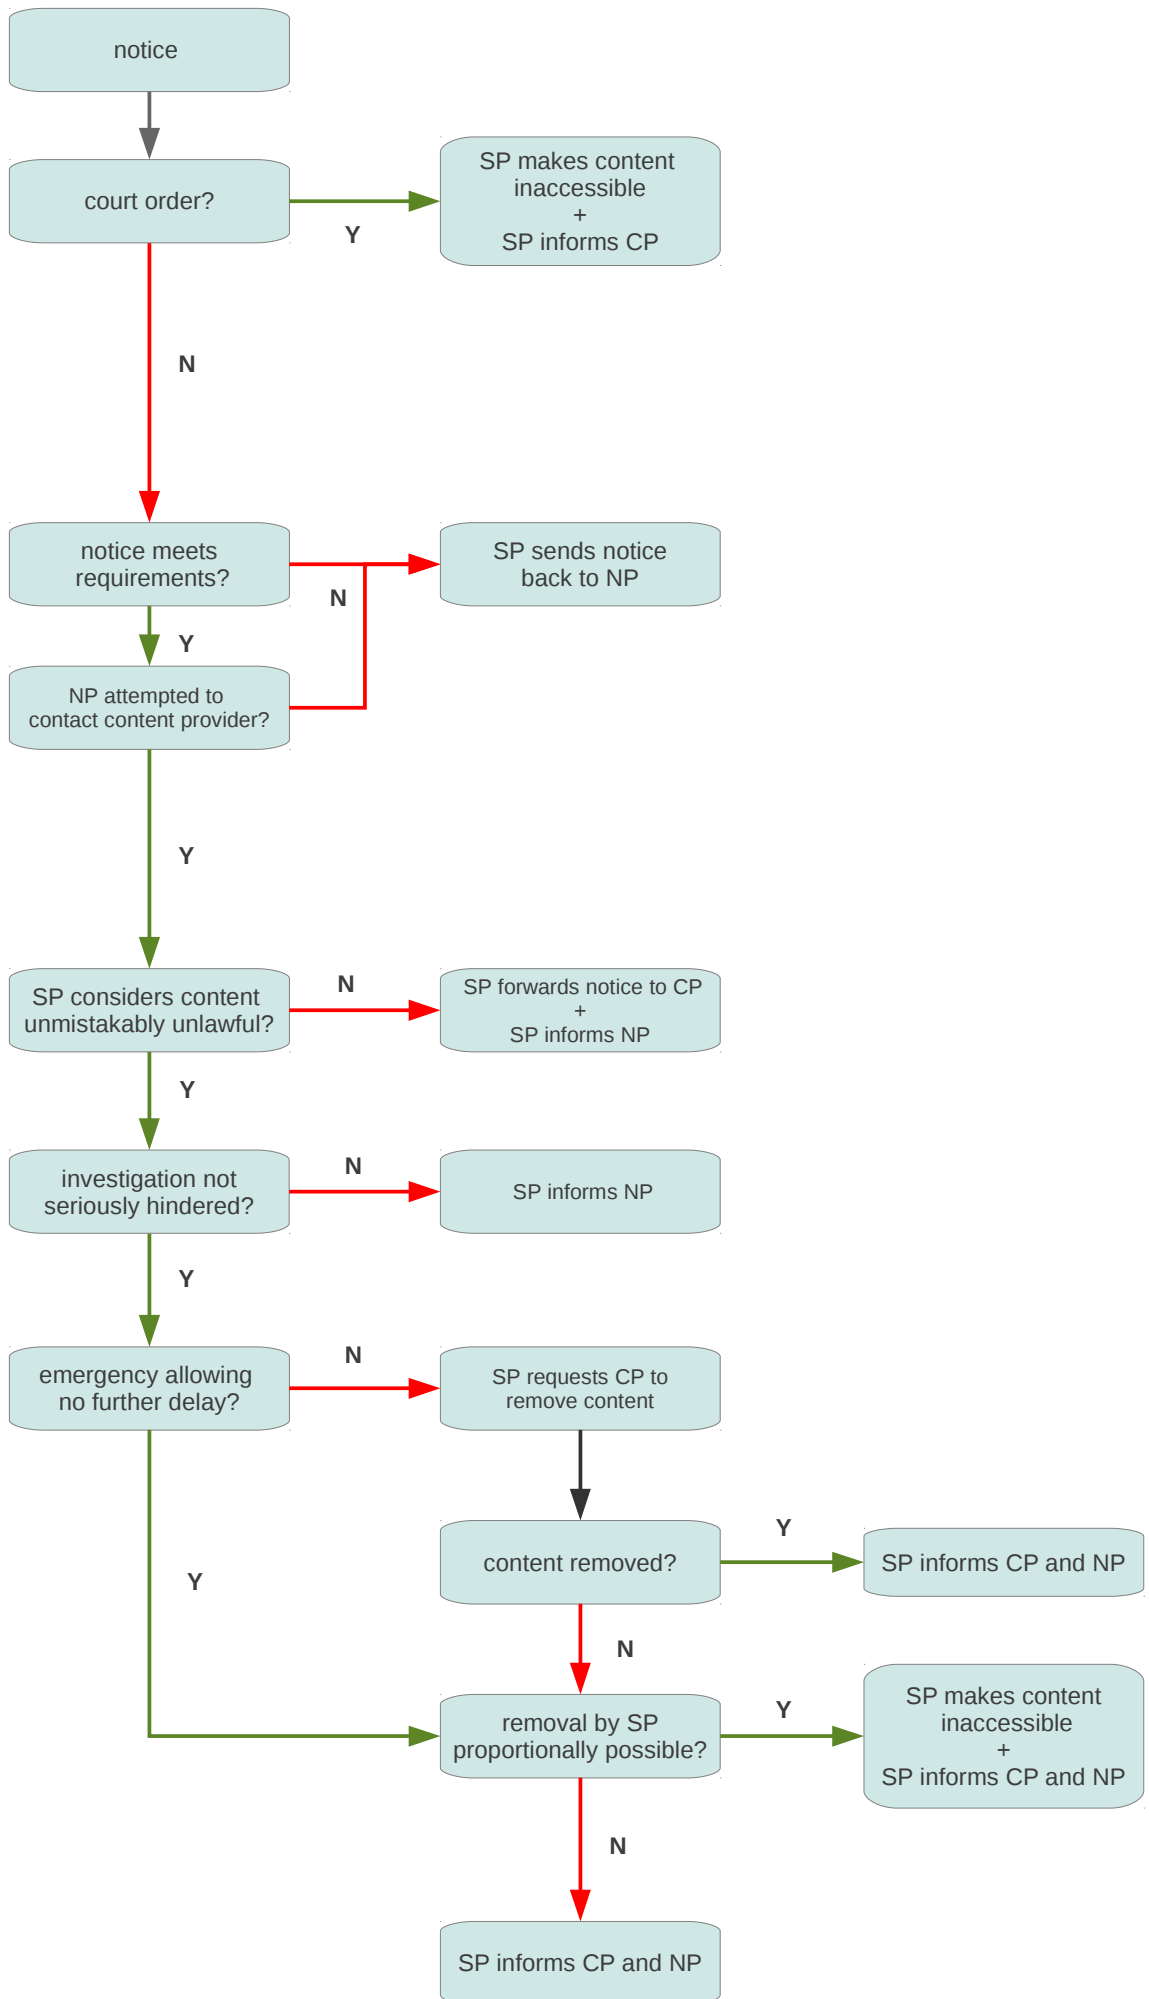 notice
court order?
Y
SP makes content
inaccessible
+
SP informs CP
N
notice meets
requirements?
N
SP sends notice
back to NP
Y
NP attempted to
contact content provider?
Y
SP considers content
unmistakably unlawful?
N
SP forwards notice to CP
+
SP informs NP
Y
investigation not
seriously hindered?
N
SP informs NP
Y
emergency allowing
no further delay?
N
SP requests CP to
remove content
Y
content removed?
Y
SP informs CP and NP
N
removal by SP
proportionally possible?
Y
SP makes content
inaccessible
+
SP informs CP and NP
N
SP informs CP and NP